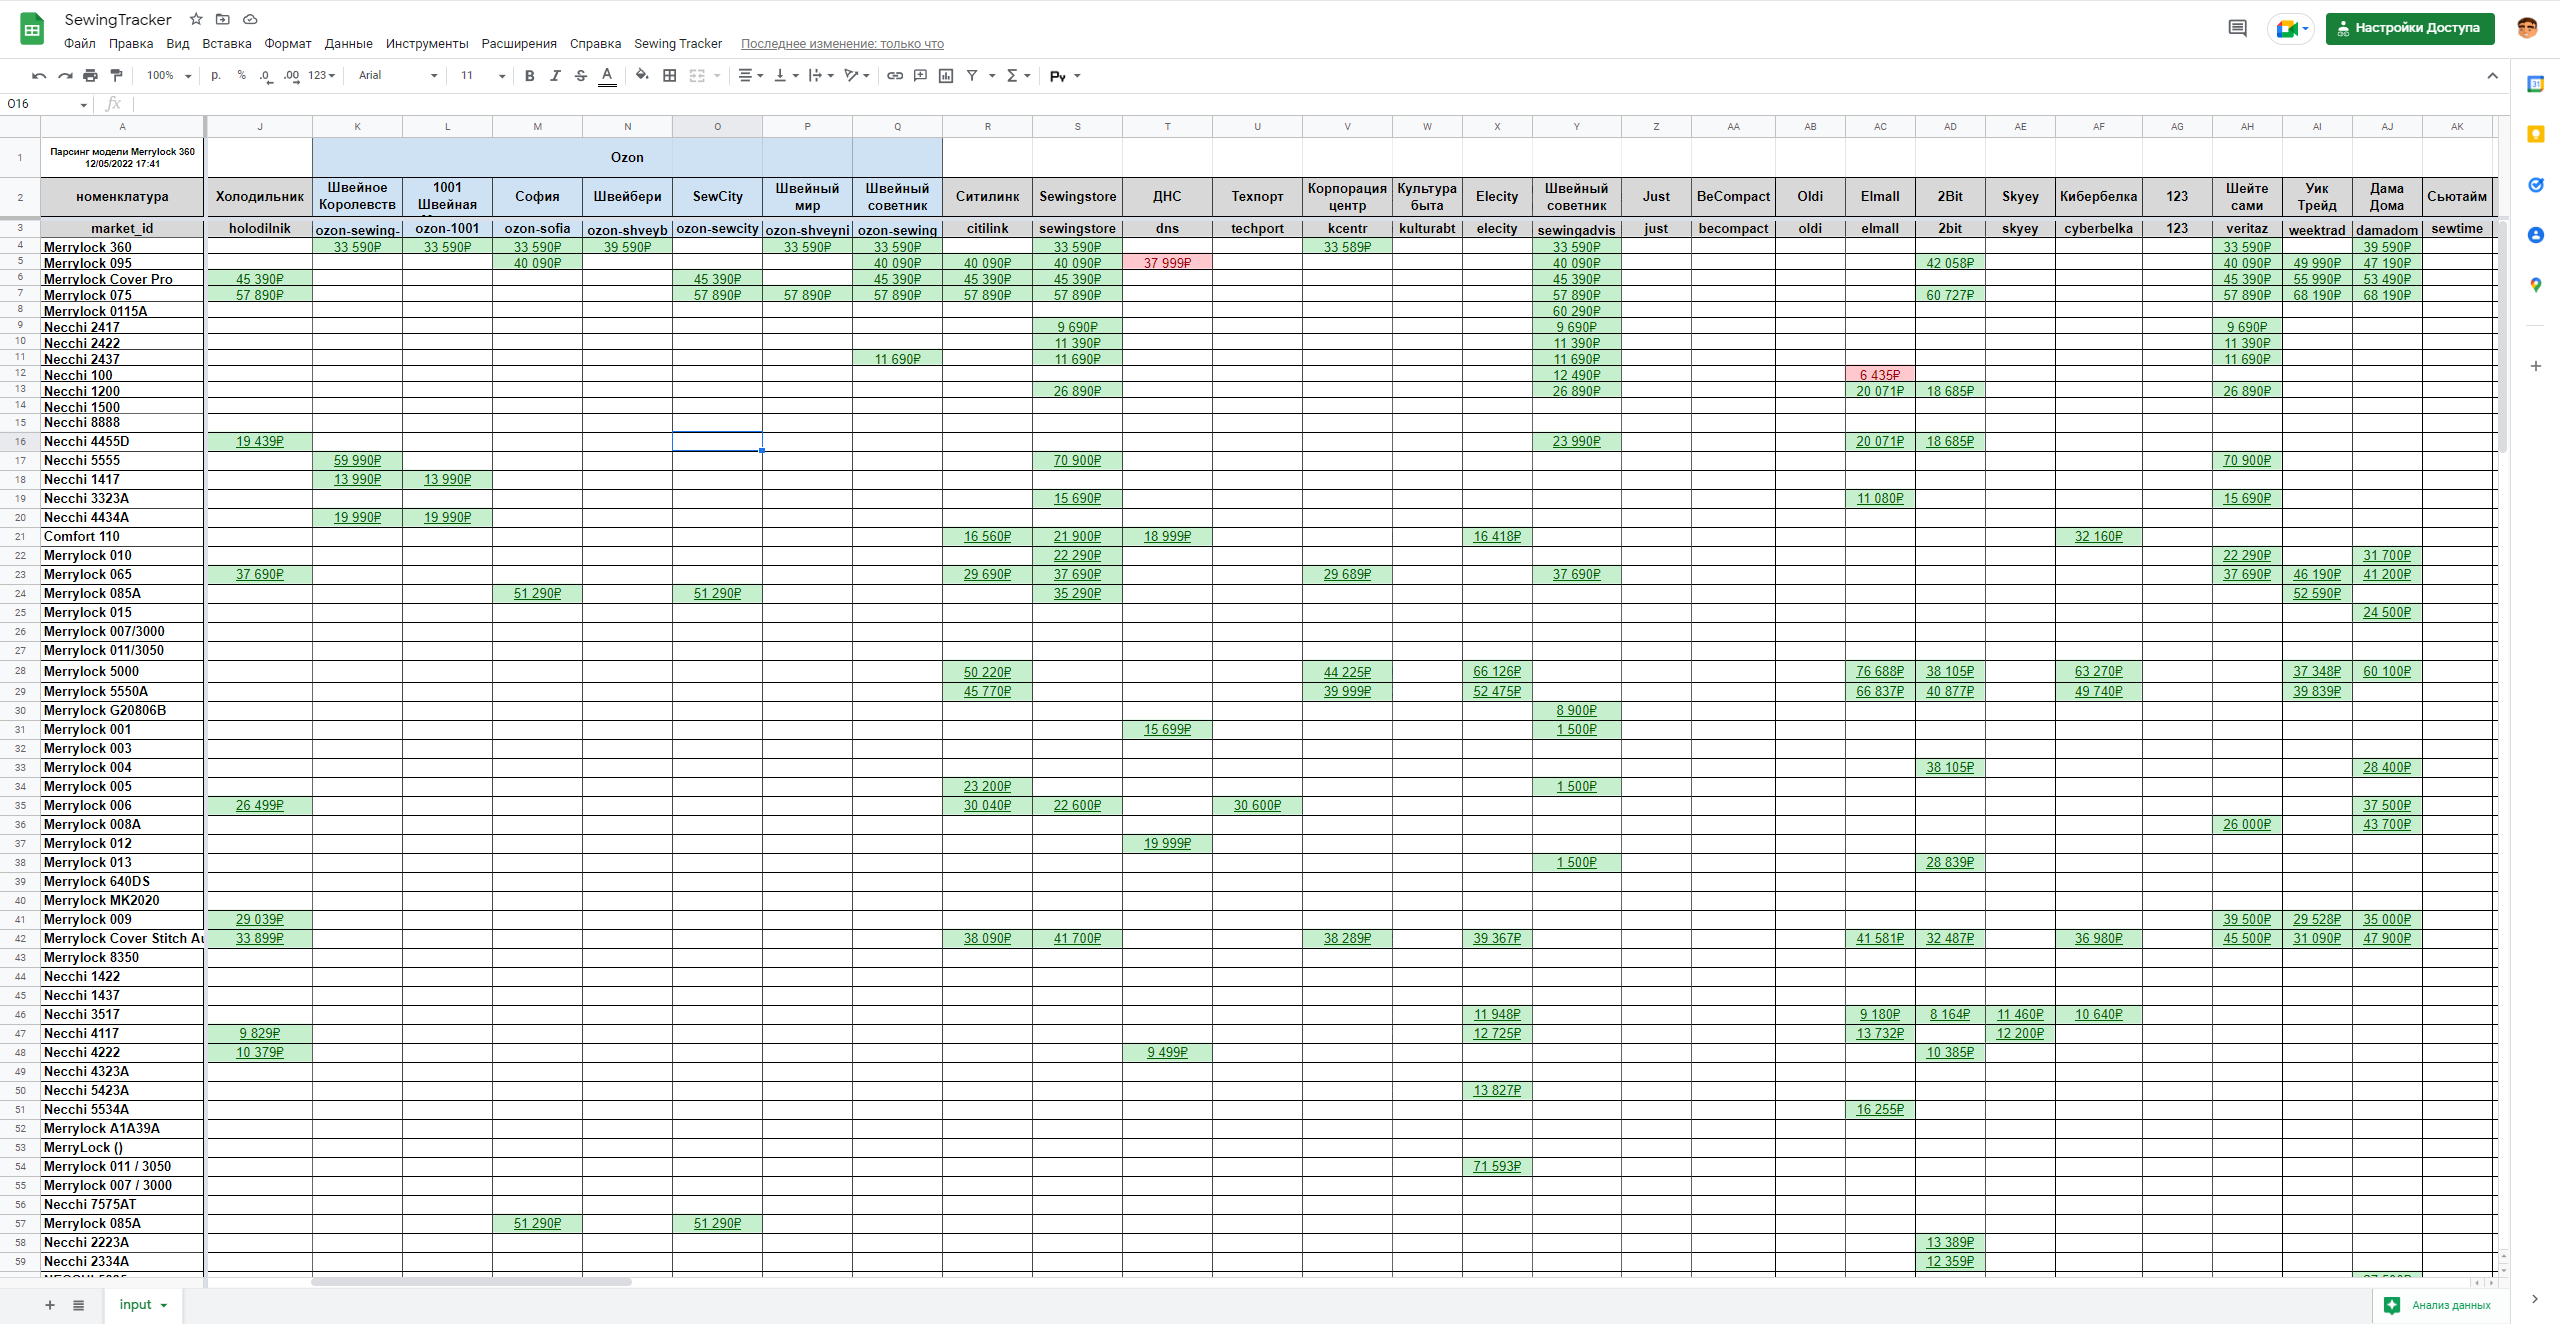 SewingTracker
Файл Правка Вид Вставка Формат Данные Инструменты Расширения Справка Sewing Tracker Последнее изменение: только что
Настройки Доступа
100% р. % .0 .00 123 Arial 11 B I S A
O16 fx
A J K L M N O P Q R S T U V W X Y Z AA AB AC AD AE AF AG AH AI AJ AK
1 Парсинг модели Merrylock 360 12/05/2022 17:41 Ozon
2 номенклатура Холодильник Швейное Королевств 1001 Швейная София Швейбери SewCity Швейный мир Швейный советник Ситилинк Sewingstore ДНС Техпорт Корпорация центр Культура быта Elecity Швейный советник Just BeCompact Oldi Elmall 2Bit Skyey Кибербелка 123 Шейте сами Уик Трейд Дама Дома Сьютайм
3 market_id holodilnik ozon-sewing- ozon-1001 ozon-sofia ozon-shveyb ozon-sewcity ozon-shveyni ozon-sewing citilink sewingstore dns techport kcentr kulturabt elecity sewingadvis just becompact oldi elmall 2bit skyey cyberbelka 123 veritaz weektrad damadom sewtime
4 Merrylock 360 33 590₽ 33 590₽ 33 590₽ 39 590₽ 33 590₽ 33 590₽ 33 590₽ 33 589₽ 33 590₽ 33 590₽ 39 590₽
5 Merrylock 095 40 090₽ 40 090₽ 40 090₽ 40 090₽ 37 999₽ 40 090₽ 42 058₽ 40 090₽ 49 990₽ 47 190₽
6 Merrylock Cover Pro 45 390₽ 45 390₽ 45 390₽ 45 390₽ 45 390₽ 45 390₽ 45 390₽ 55 990₽ 53 490₽
7 Merrylock 075 57 890₽ 57 890₽ 57 890₽ 57 890₽ 57 890₽ 57 890₽ 57 890₽ 60 727₽ 57 890₽ 68 190₽ 68 190₽
8 Merrylock 0115A 60 290₽
9 Necchi 2417 9 690₽ 9 690₽ 9 690₽
10 Necchi 2422 11 390₽ 11 390₽ 11 390₽
11 Necchi 2437 11 690₽ 11 690₽ 11 690₽ 11 690₽
12 Necchi 100 12 490₽ 6 435₽
13 Necchi 1200 26 890₽ 26 890₽ 20 071₽ 18 685₽ 26 890₽
14 Necchi 1500
15 Necchi 8888
16 Necchi 4455D 19 439₽ 23 990₽ 20 071₽ 18 685₽
17 Necchi 5555 59 990₽ 70 900₽ 70 900₽
18 Necchi 1417 13 990₽ 13 990₽
19 Necchi 3323A 15 690₽ 11 080₽ 15 690₽
20 Necchi 4434A 19 990₽ 19 990₽
21 Comfort 110 16 560₽ 21 900₽ 18 999₽ 16 418₽ 32 160₽
22 Merrylock 010 22 290₽ 22 290₽ 31 700₽
23 Merrylock 065 37 690₽ 29 690₽ 37 690₽ 29 689₽ 37 690₽ 37 690₽ 46 190₽ 41 200₽
24 Merrylock 085A 51 290₽ 51 290₽ 35 290₽ 52 590₽
25 Merrylock 015 24 500₽
26 Merrylock 007/3000
27 Merrylock 011/3050
28 Merrylock 5000 50 220₽ 44 225₽ 66 126₽ 76 688₽ 38 105₽ 63 270₽ 37 348₽ 60 100₽
29 Merrylock 5550A 45 770₽ 39 999₽ 52 475₽ 66 837₽ 40 877₽ 49 740₽ 39 839₽
30 Merrylock G20806B 8 900₽
31 Merrylock 001 15 699₽ 1 500₽
32 Merrylock 003
33 Merrylock 004 38 105₽ 28 400₽
34 Merrylock 005 23 200₽ 1 500₽
35 Merrylock 006 26 499₽ 30 040₽ 22 600₽ 30 600₽ 37 500₽
36 Merrylock 008A 26 000₽ 43 700₽
37 Merrylock 012 19 999₽
38 Merrylock 013 1 500₽ 28 839₽
39 Merrylock 640DS
40 Merrylock MK2020
41 Merrylock 009 29 039₽ 39 500₽ 29 528₽ 35 000₽
42 Merrylock Cover Stitch Au 33 899₽ 38 090₽ 41 700₽ 38 289₽ 39 367₽ 41 581₽ 32 487₽ 36 980₽ 45 500₽ 31 090₽ 47 900₽
43 Merrylock 8350
44 Necchi 1422
45 Necchi 1437
46 Necchi 3517 11 948₽ 9 180₽ 8 164₽ 11 460₽ 10 640₽
47 Necchi 4117 9 829₽ 12 725₽ 13 732₽ 12 200₽
48 Necchi 4222 10 379₽ 9 499₽ 10 385₽
49 Necchi 4323A
50 Necchi 5423A 13 827₽
51 Necchi 5534A 16 255₽
52 Merrylock A1A39A
53 MerryLock ()
54 Merrylock 011 / 3050 71 593₽
55 Merrylock 007 / 3000
56 Necchi 7575AT
57 Merrylock 085A 51 290₽ 51 290₽
58 Necchi 2223A 13 389₽
59 Necchi 2334A 12 359₽
input
Анализ данных